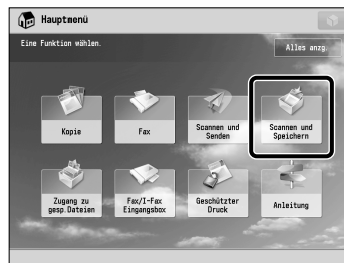 Hauptmenü
Eine Funktion wählen.
Alles anzg.
Kopie
Fax
Scannen und
Senden
Scannen und
Speichern
Zugang zu
gesp.Dateien
Fax/I-Fax
Eingangsbox
Geschützter
Druck
Anleitung